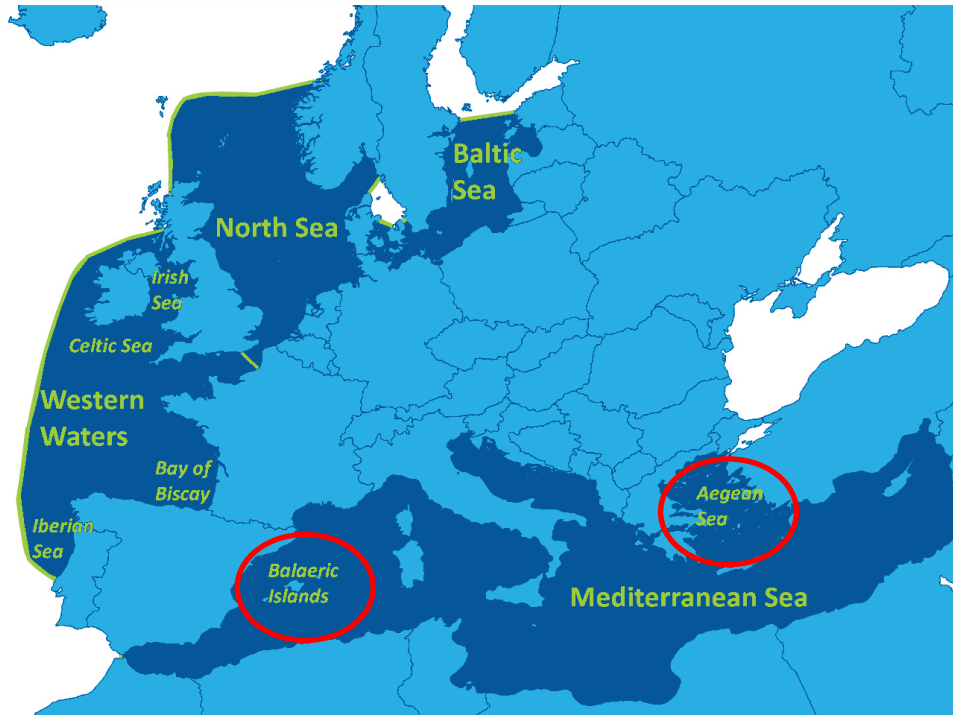 Baltic
Sea
North Sea
Irish
Sea
Celtic Sea
Western
Waters
Bay of
Biscay
Aegean
Sea
Iberian
Sea
Balaeric
Islands
Mediterranean Sea